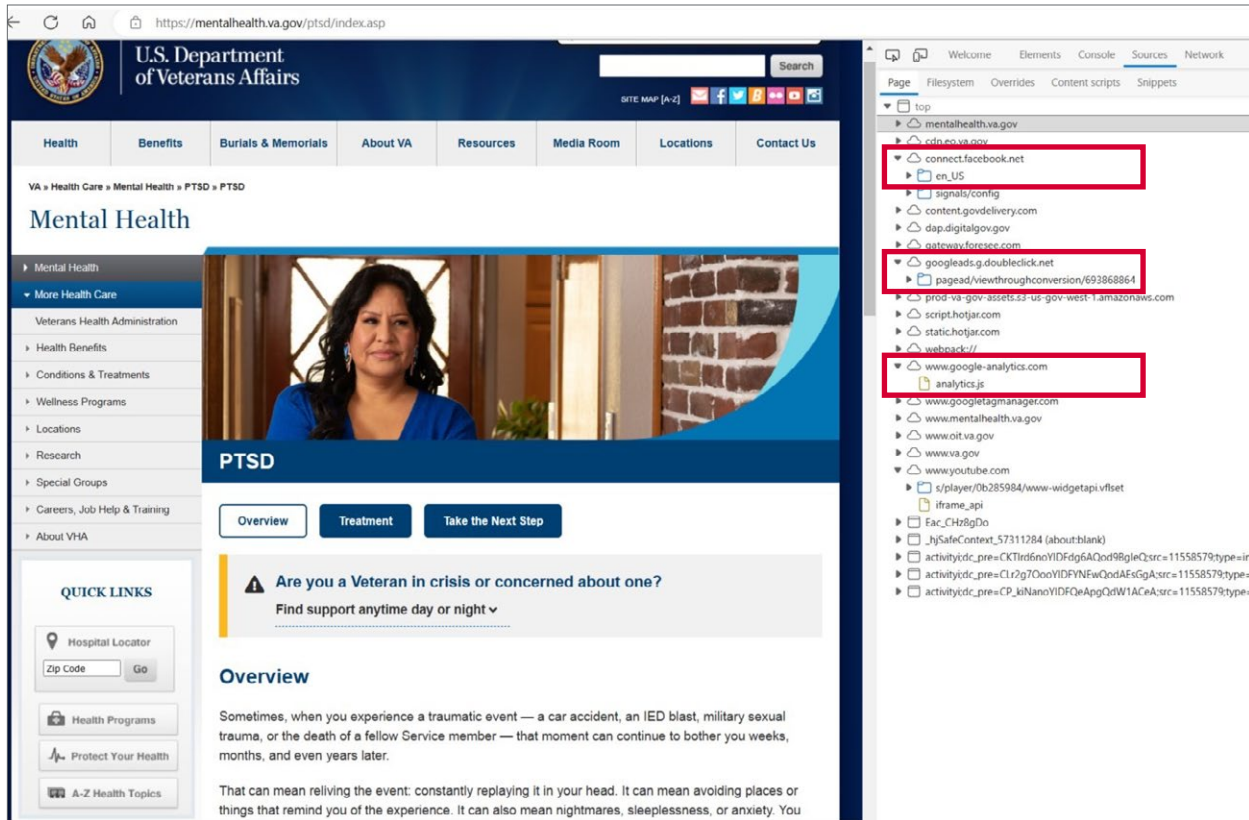 https://mentalhealth.va.gov/ptsd/index.asp
U.S. Department
of Veterans Affairs
Search
SITE MAP [A-Z]
Health Benefits Burials & Memorials About VA Resources Media Room Locations Contact Us
VA » Health Care » Mental Health » PTSD » PTSD
Mental Health
Mental Health
More Health Care
Veterans Health Administration
Health Benefits
Conditions & Treatments
Wellness Programs
Locations
Research
Special Groups
Careers, Job Help & Training
About VHA
QUICK LINKS
Hospital Locator
Zip Code Go
Health Programs
Protect Your Health
A-Z Health Topics
PTSD
Overview Treatment Take the Next Step
Are you a Veteran in crisis or concerned about one?
Find support anytime day or night
Overview
Sometimes, when you experience a traumatic event — a car accident, an IED blast, military sexual
trauma, or the death of a fellow Service member — that moment can continue to bother you weeks,
months, and even years later.
That can mean reliving the event: constantly replaying it in your head. It can mean avoiding places or
things that remind you of the experience. It can also mean nightmares, sleeplessness, or anxiety. You
Welcome Elements Console Sources Network
Page Filesystem Overrides Content scripts Snippets
top
mentalhealth.va.gov
cdn.eo.va.gov
connect.facebook.net
en_US
signals/config
content.govdelivery.com
dap.digitalgov.gov
gateway.foresee.com
googleads.g.doubleclick.net
pagead/viewthroughconversion/693868864
prod-va-gov-assets.s3-us-gov-west-1.amazonaws.com
script.hotjar.com
static.hotjar.com
webpack://
www.google-analytics.com
analytics.js
www.googletagmanager.com
www.mentalhealth.va.gov
www.oit.va.gov
www.va.gov
www.youtube.com
s/player/0b285984/www-widgetapi.vflset
iframe_api
Eac_CHz8gDo
_hjSafeContext_57311284 (about:blank)